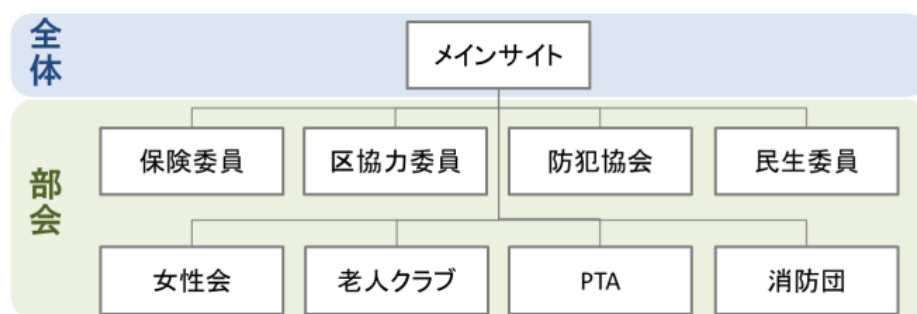 全体
メインサイト
部会
保険委員
区協力委員
防犯協会
民生委員
女性会
老人クラブ
PTA
消防団